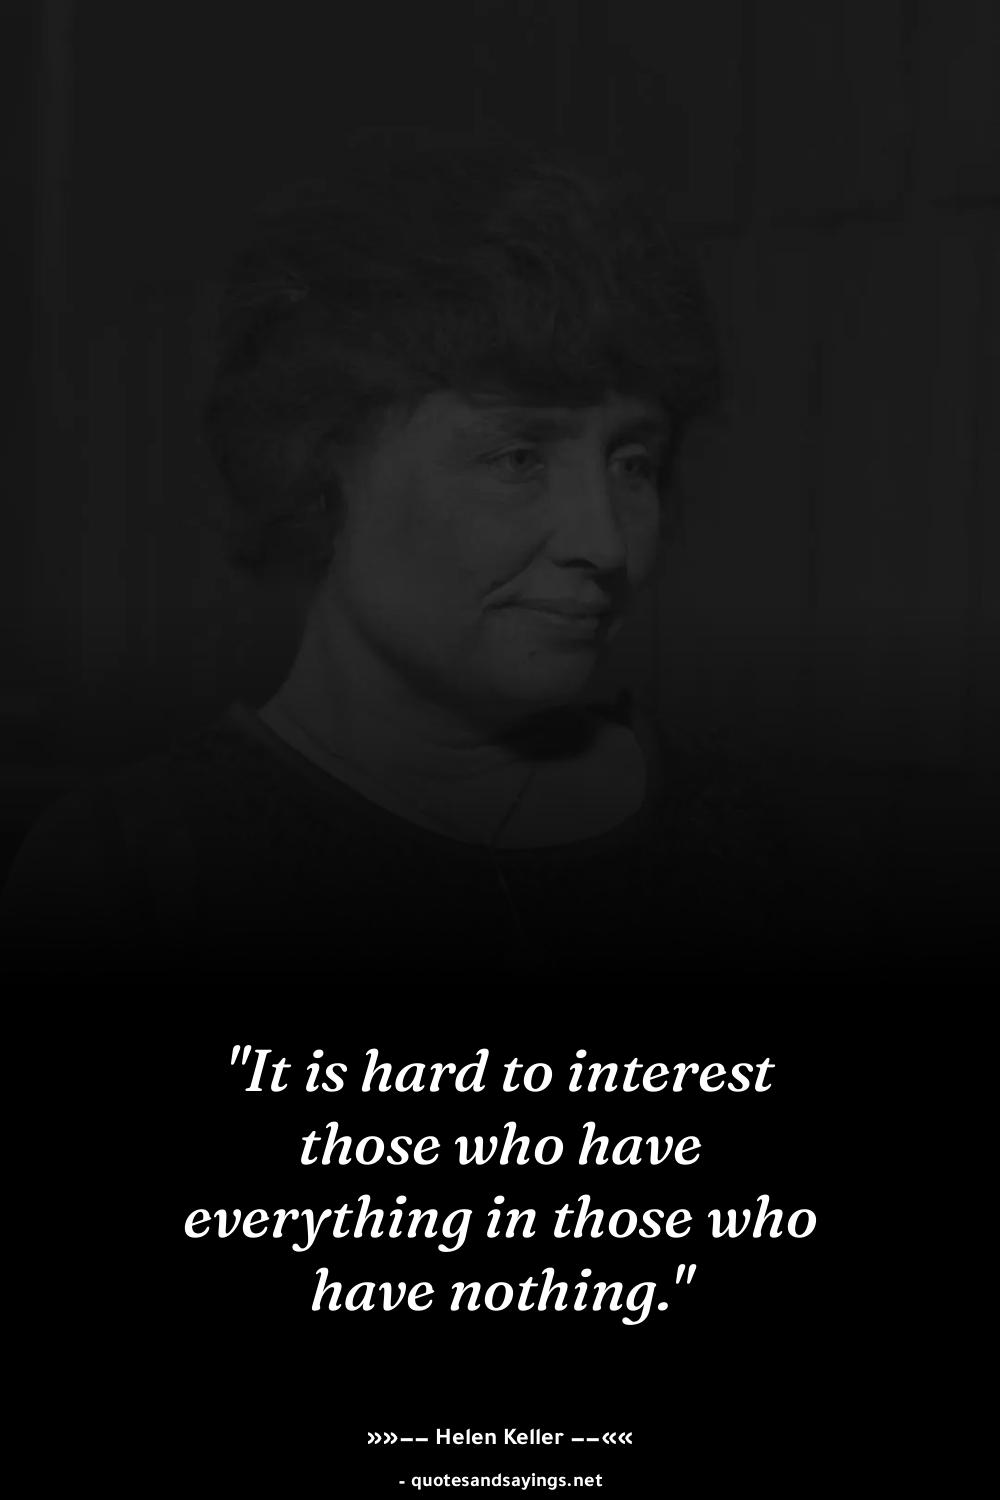 "It is hard to interest
those who have
everything in those who
have nothing."
»»—— Helen Keller ——««
- quotesandsayings.net